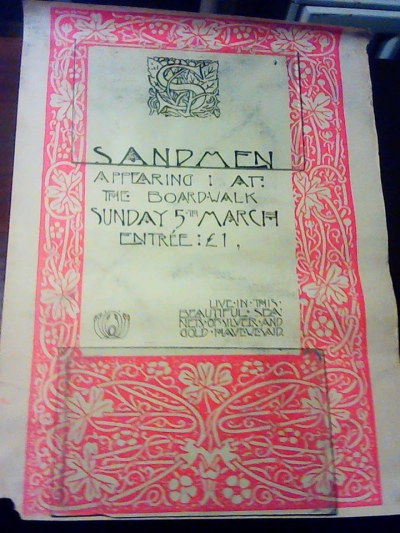 S
SANDMEN
APPEARING : AT:
THE BOARDWALK
SUNDAY 5TH MARCH
ENTRÉE : £1.
LIVE·IN·THIS·
BEAUTIFUL·SEA·
OF·SILVER·AND
GOLD